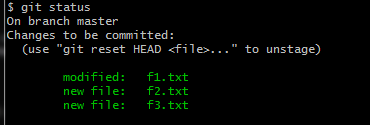 $ git status
On branch master
Changes to be committed:
  (use "git reset HEAD <file>..." to unstage)

        modified:   f1.txt
        new file:   f2.txt
        new file:   f3.txt